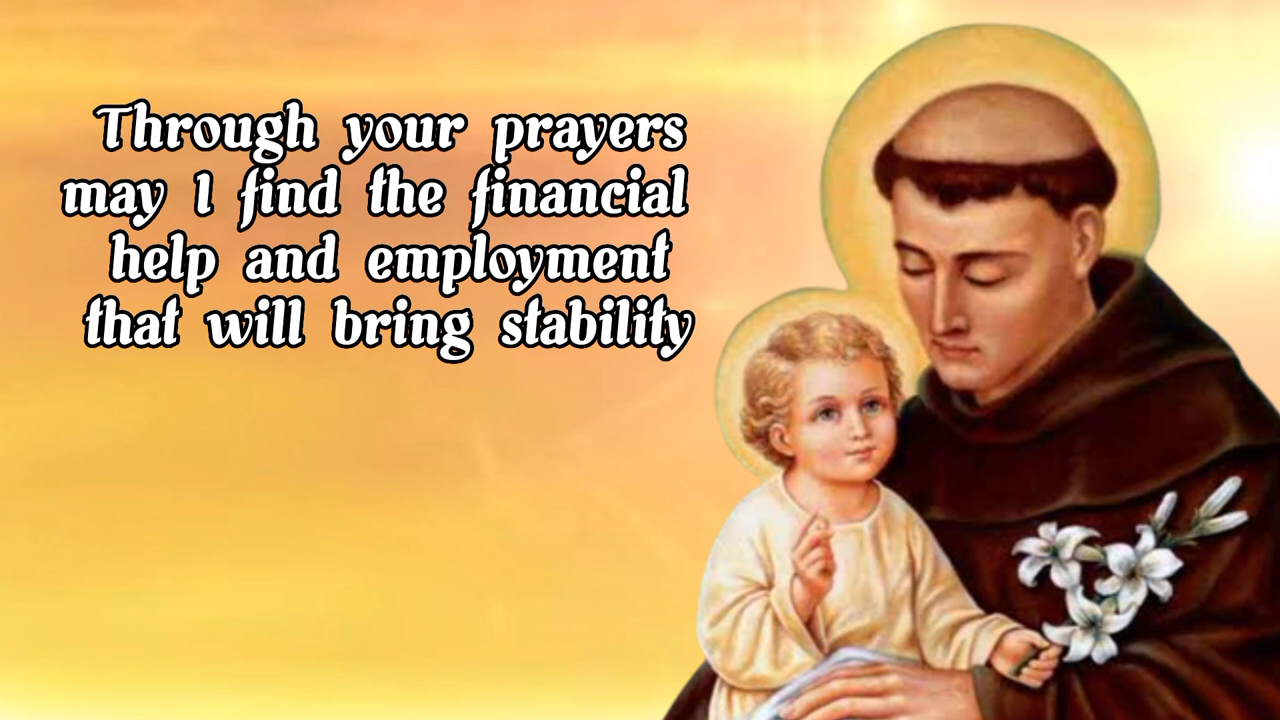 Through your prayers
may I find the financial
help and employment
that will bring stability